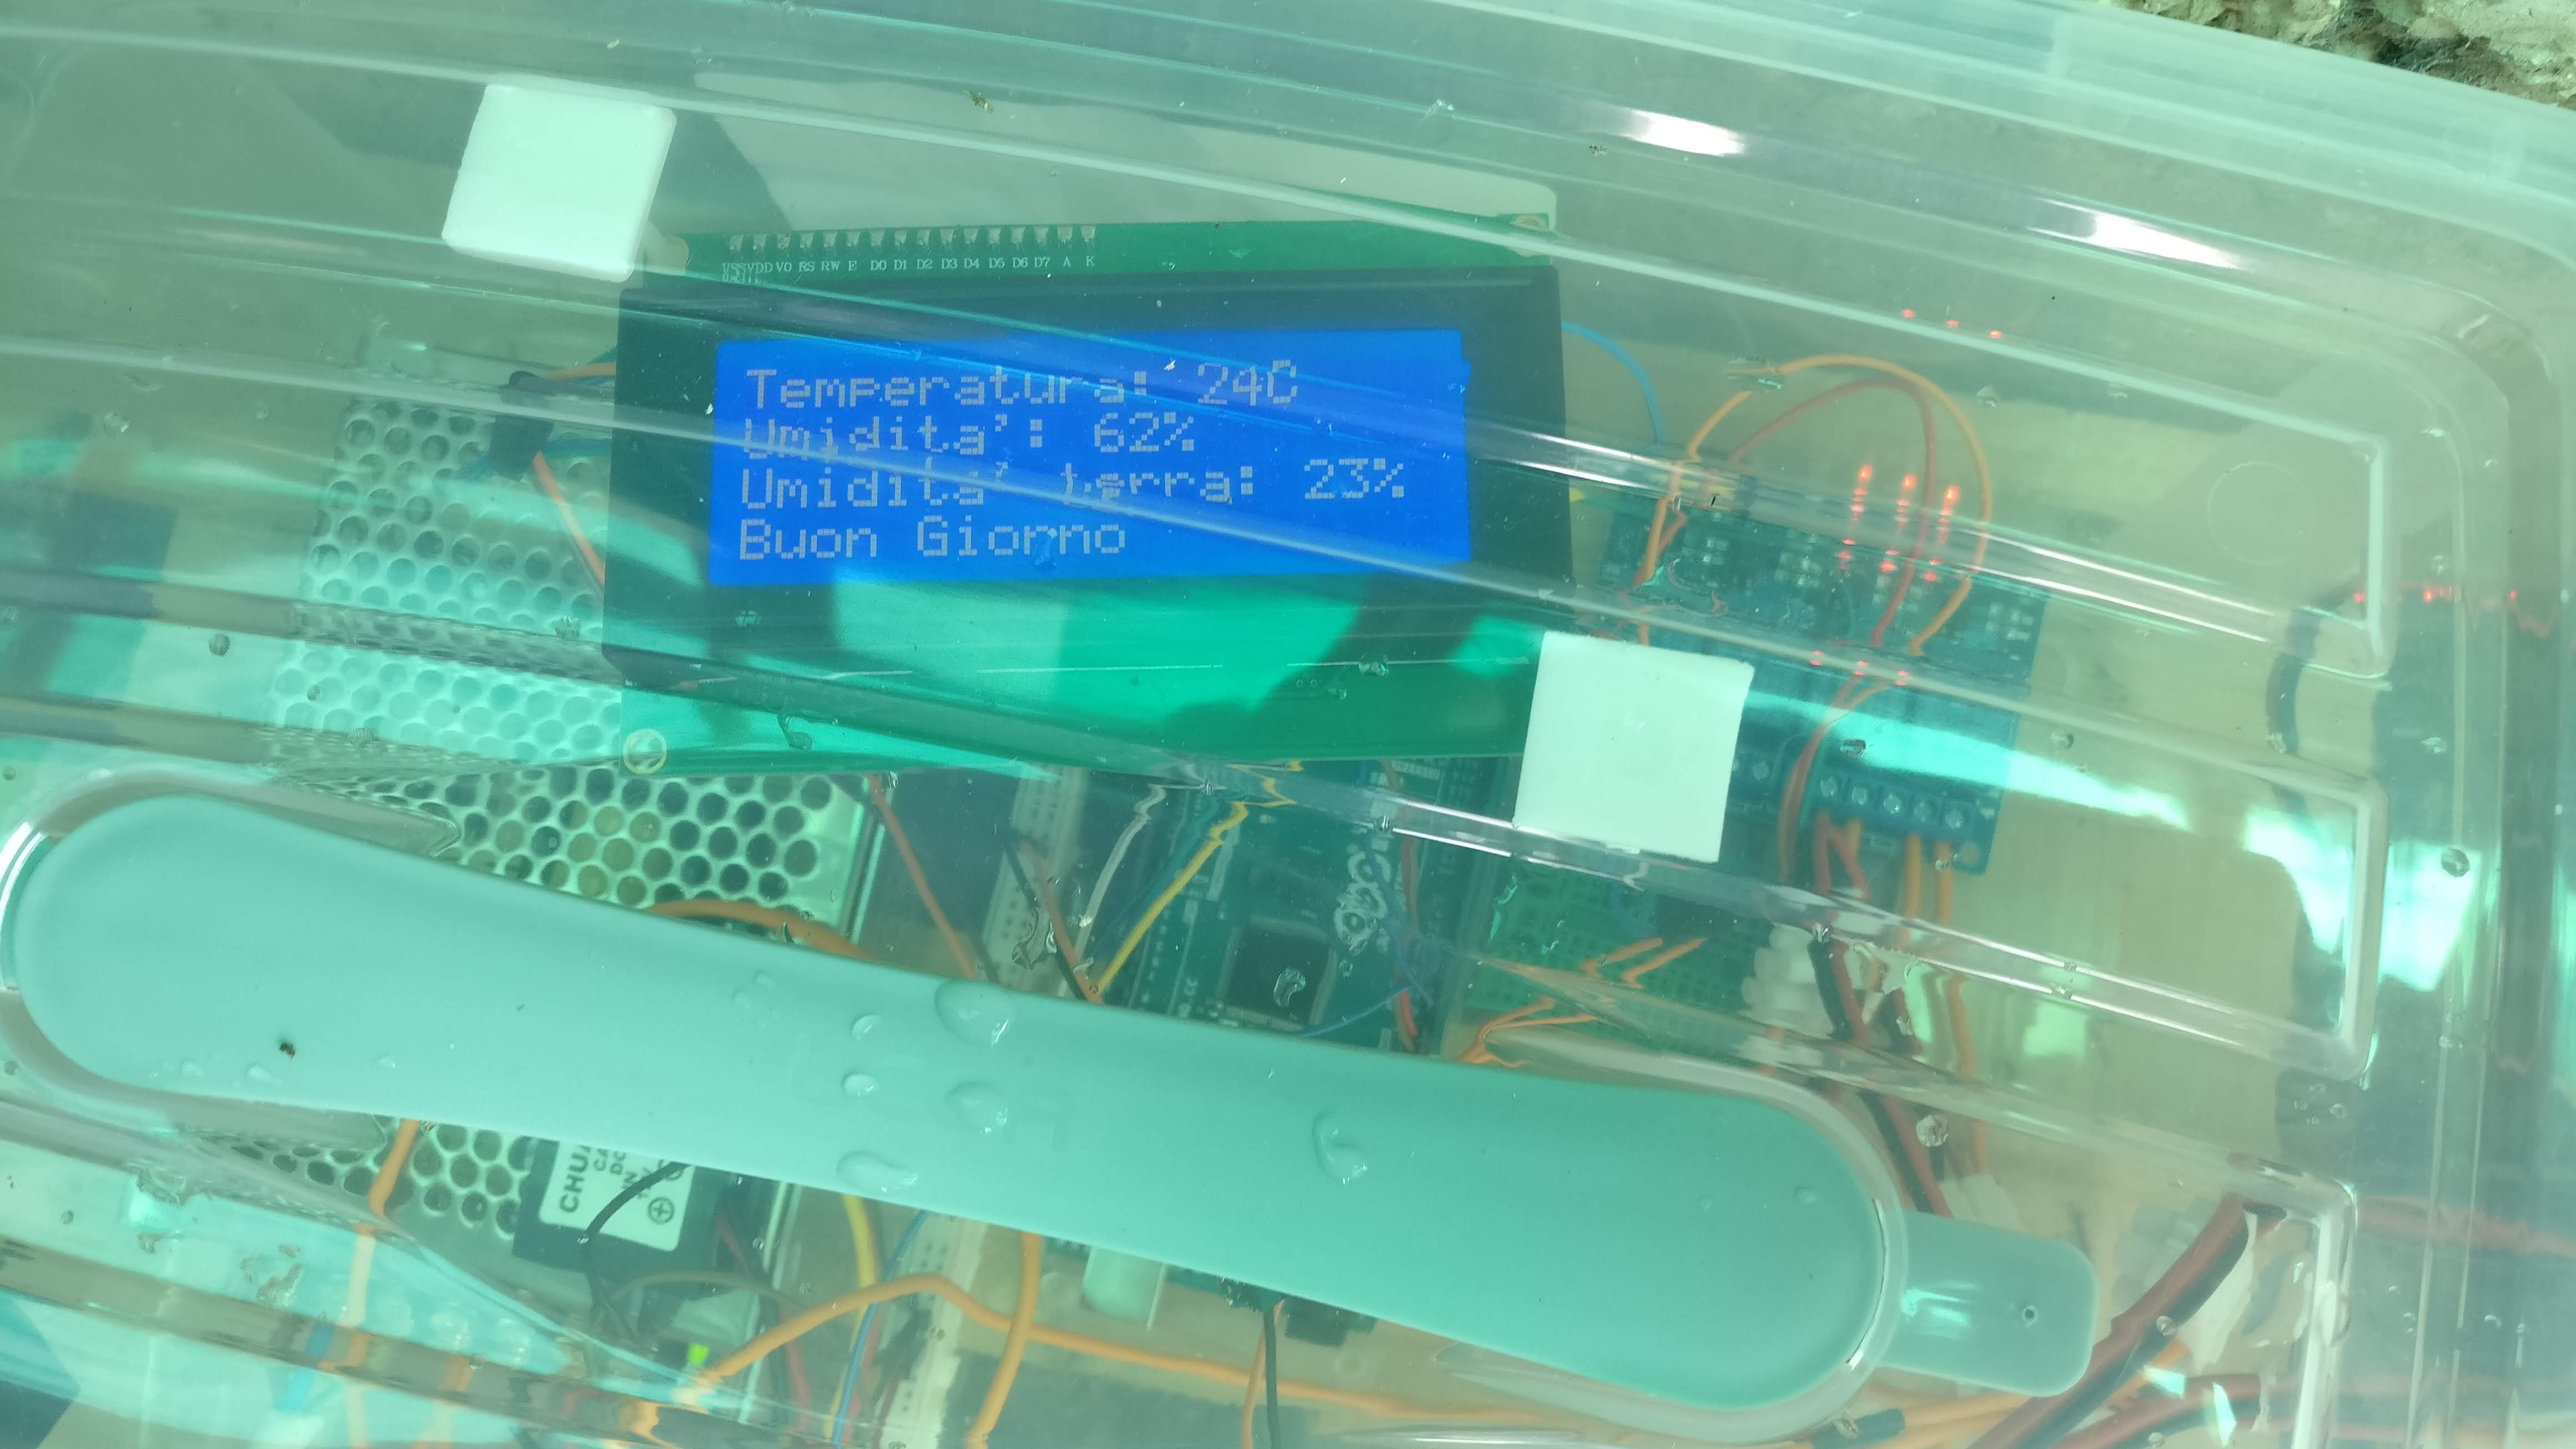 VSS VDD V0 RS RW E D0 D1 D2 D3 D4 D5 D6 D7 A K
Temperatura: 24C
Umidita': 62%
Umidita' terra: 23%
Buon Giorno